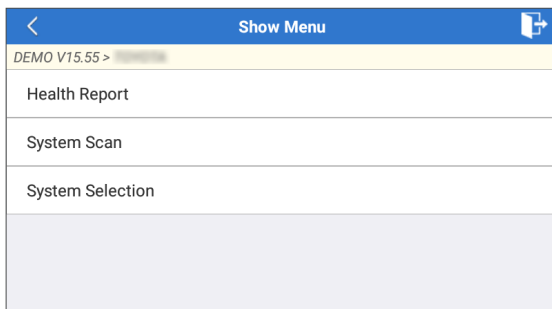 Show Menu
DEMO V15.55 >
Health Report
System Scan
System Selection